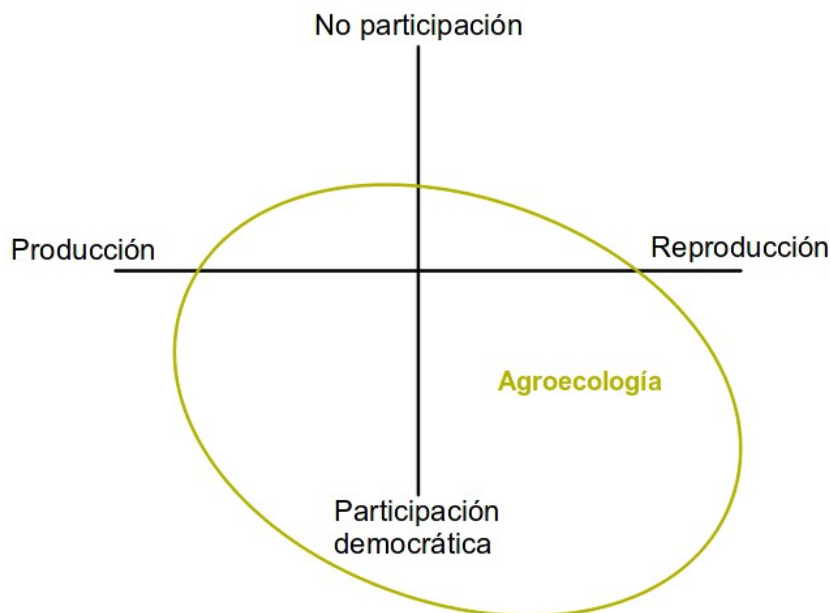 No participación
Producción
Reproducción
Agroecología
Participación
democrática